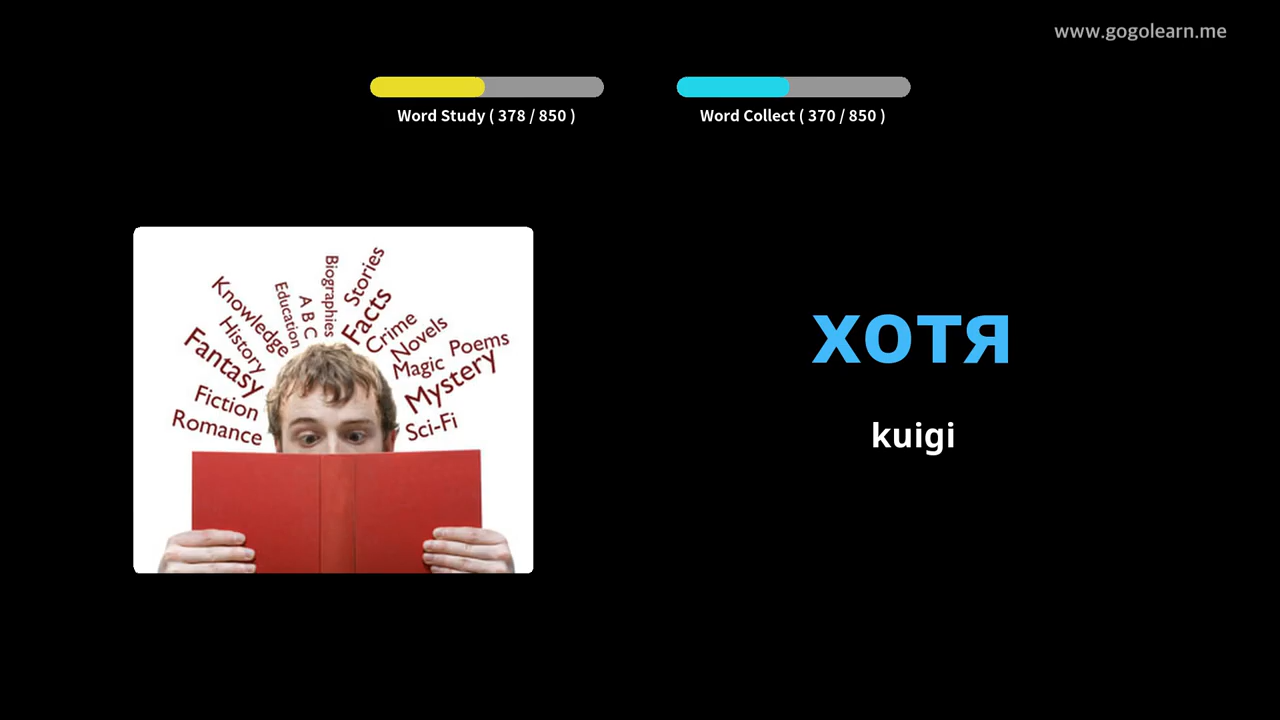 www.gogolearn.me
Word Study ( 378 / 850 )
Word Collect ( 370 / 850 )
Stories
Biographies
Facts
A B C
Education
Knowledge
Crime
Novels
History
Poems
Magic
Fantasy
Mystery
Fiction
Sci-Fi
Romance
хотя
kuigi